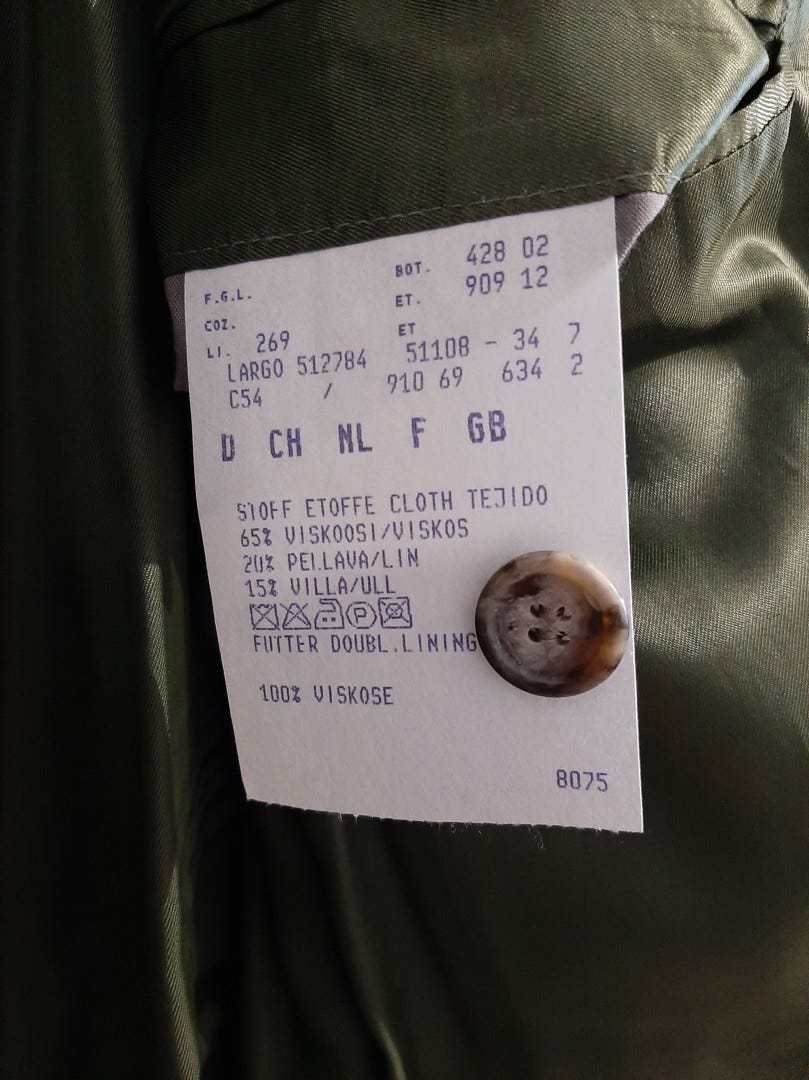 F.G.L. BOT. 428 02
COZ. ET. 909 12
LI. 269 ET
LARGO 512784 51108 - 34 7
C54 / 910 69 634 2
D CH NL F GB
STOFF ETOFFE CLOTH TEJIDO
65% VISKOOSI/VISKOS
20% PELLAVA/LIN
15% VILLA/ULL
P
FUTTER DOUBL.LINING
100% VISKOSE
8075